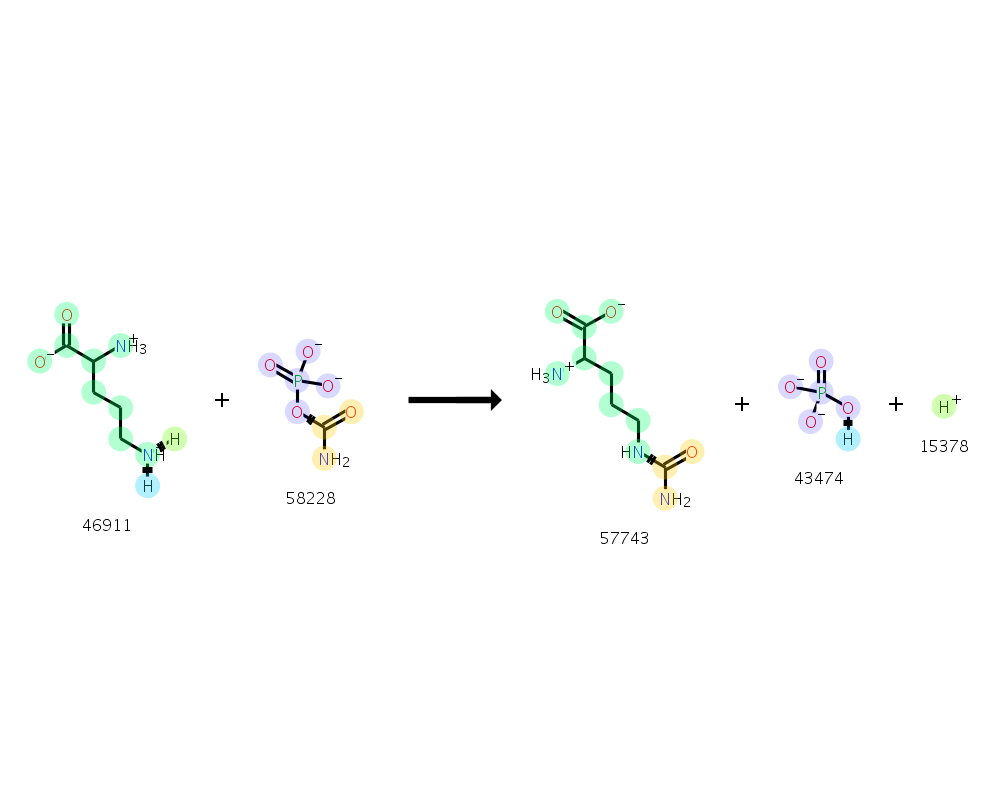 O
O⁻
NH₃⁺
NH
H
H
46911
+
O
O⁻
P
O⁻
O
O
NH₂
58228
O
O⁻
H₃N⁺
HN
O
NH₂
57743
+
O
O⁻
P
O
O⁻
H
43474
+
H⁺
15378